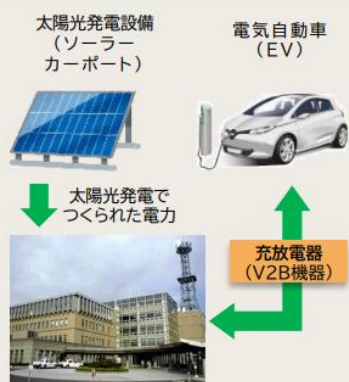 太陽光発電設備
（ソーラー
カーポート）
電気自動車
（EV）
太陽光発電で
つくられた電力
充放電器
（V2B機器）